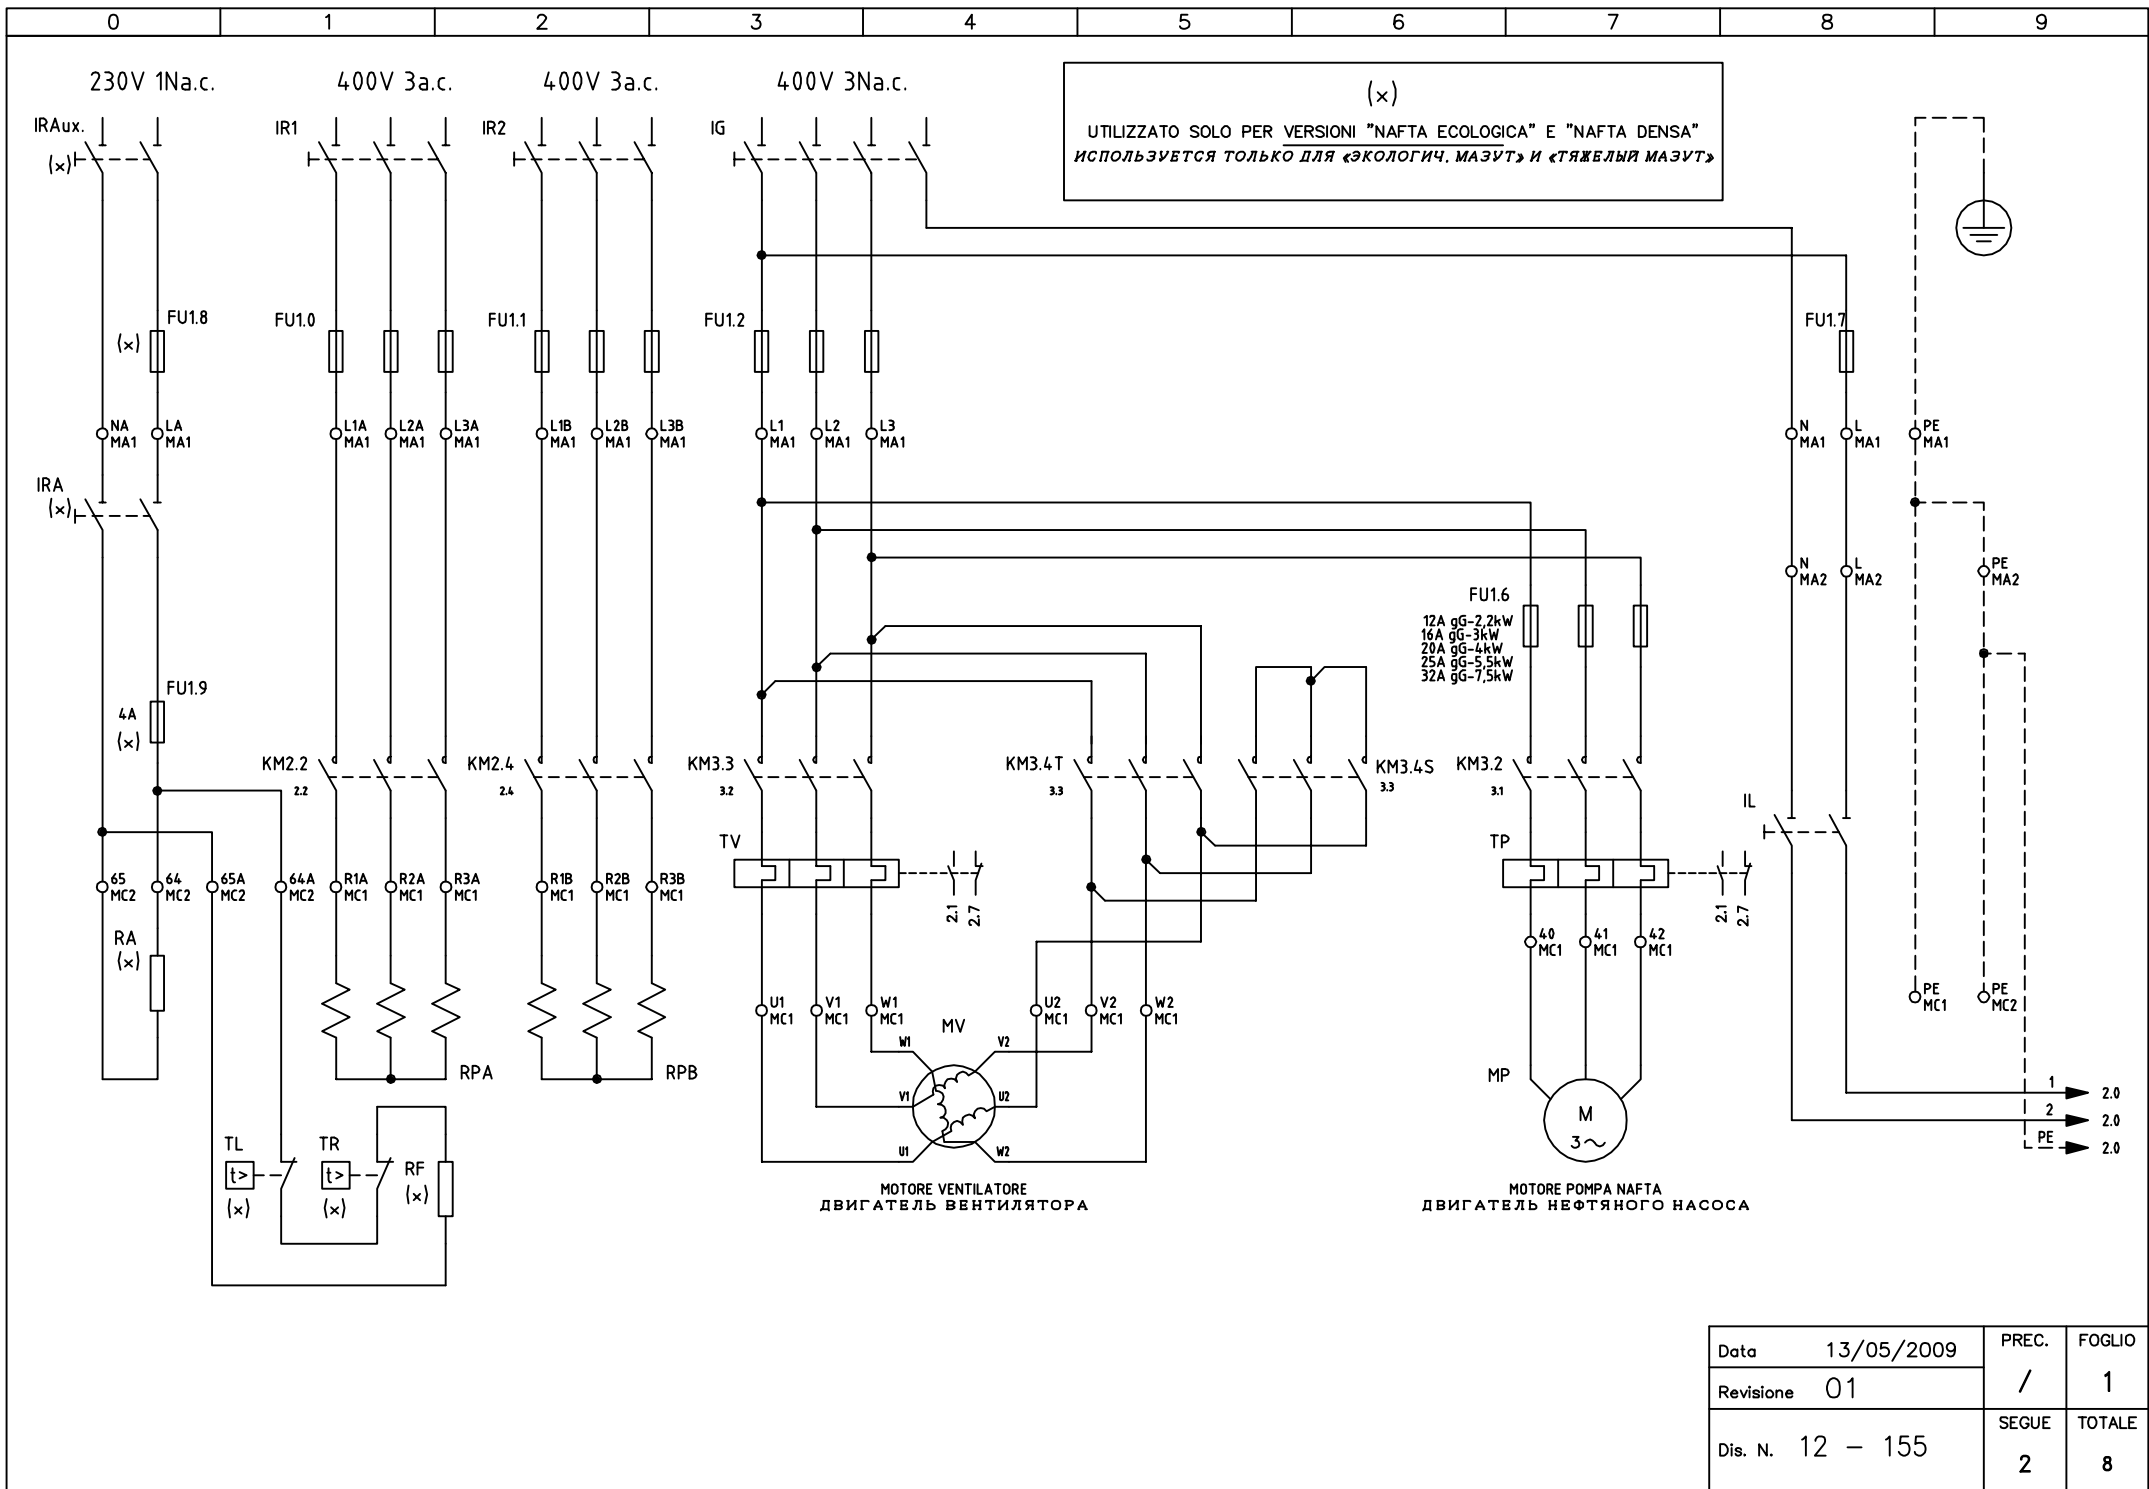 0 1 2 3 4 5 6 7 8 9
230V 1Na.c. 400V 3a.c. 400V 3a.c. 400V 3Na.c.
(x)
UTILIZZATO SOLO PER VERSIONI "NAFTA ECOLOGICA" E "NAFTA DENSA"
ИСПОЛЬЗУЕТСЯ ТОЛЬКО ДЛЯ «ЭКОЛОГИЧ. МАЗУТ» И «ТЯЖЕЛЫЙ МАЗУТ»
IRAux. IR1 IR2 IG
(x)
FU1.8 FU1.0 FU1.1 FU1.2 FU1.7
(x)
NA LA L1A L2A L3A L1B L2B L3B L1 L2 L3 N L PE
MA1 MA1 MA1 MA1 MA1 MA1 MA1 MA1 MA1 MA1 MA1 MA1 MA1 MA1
IRA
(x)
N L PE
MA2 MA2 MA2
FU1.6
12A gG-2,2kW
16A gG-3kW
20A gG-4kW
25A gG-5,5kW
32A gG-7,5kW
FU1.9
4A
(x)
KM2.2 KM2.4 KM3.3 KM3.4T KM3.4S KM3.2
2.2 2.4 3.2 3.3 3.3 3.1
IL
TV TP
65 64 65A 64A R1A R2A R3A R1B R2B R3B
MC2 MC2 MC2 MC2 MC1 MC1 MC1 MC1 MC1 MC1
2.1 2.7 2.1 2.7
RA
(x)
40 41 42
MC1 MC1 MC1
U1 V1 W1 U2 V2 W2 PE PE
MC1 MC1 MC1 MC1 MC1 MC1 MC1 MC2
MV
W1 V2
RPA RPB MP
V1 U2
M
3~
U1 W2
1 2.0
2 2.0
PE 2.0
TL TR RF
t> t>
(x) (x) (x)
MOTORE VENTILATORE
ДВИГАТЕЛЬ ВЕНТИЛЯТОРА
MOTORE POMPA NAFTA
ДВИГАТЕЛЬ НЕФТЯНОГО НАСОСА
Data 13/05/2009 PREC. FOGLIO
/ 1
Revisione 01
SEGUE TOTALE
Dis. N. 12 - 155
2 8